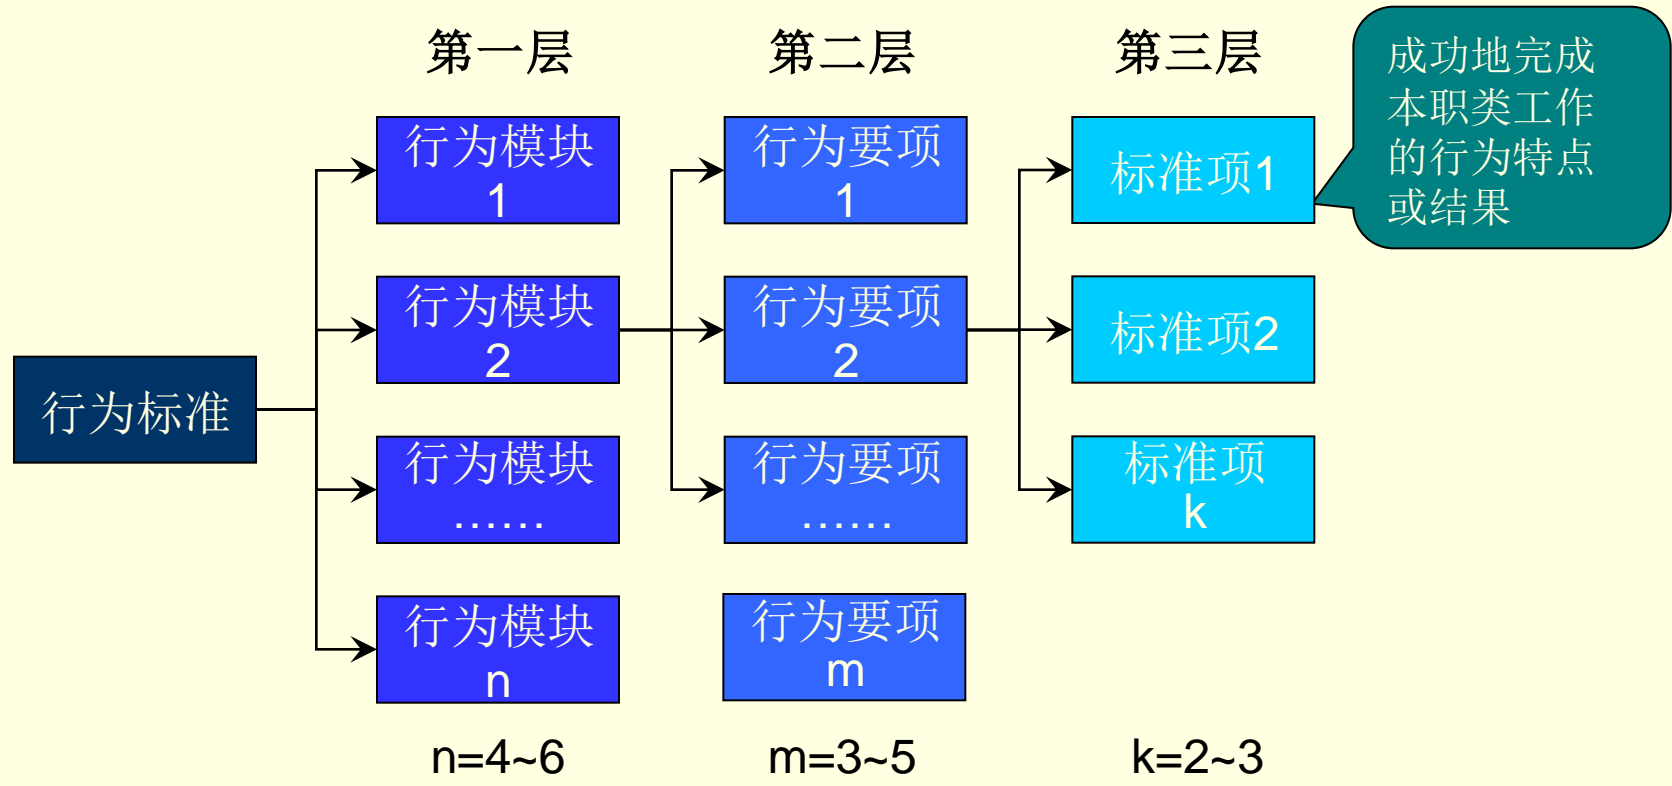 第一层
第二层
第三层
成功地完成
本职类工作
的行为特点
或结果
行为模块
1
行为要项
1
标准项1
行为模块
2
行为要项
2
标准项2
行为标准
行为模块
……
行为要项
……
标准项
k
行为模块
n
行为要项
m
n=4~6
m=3~5
k=2~3